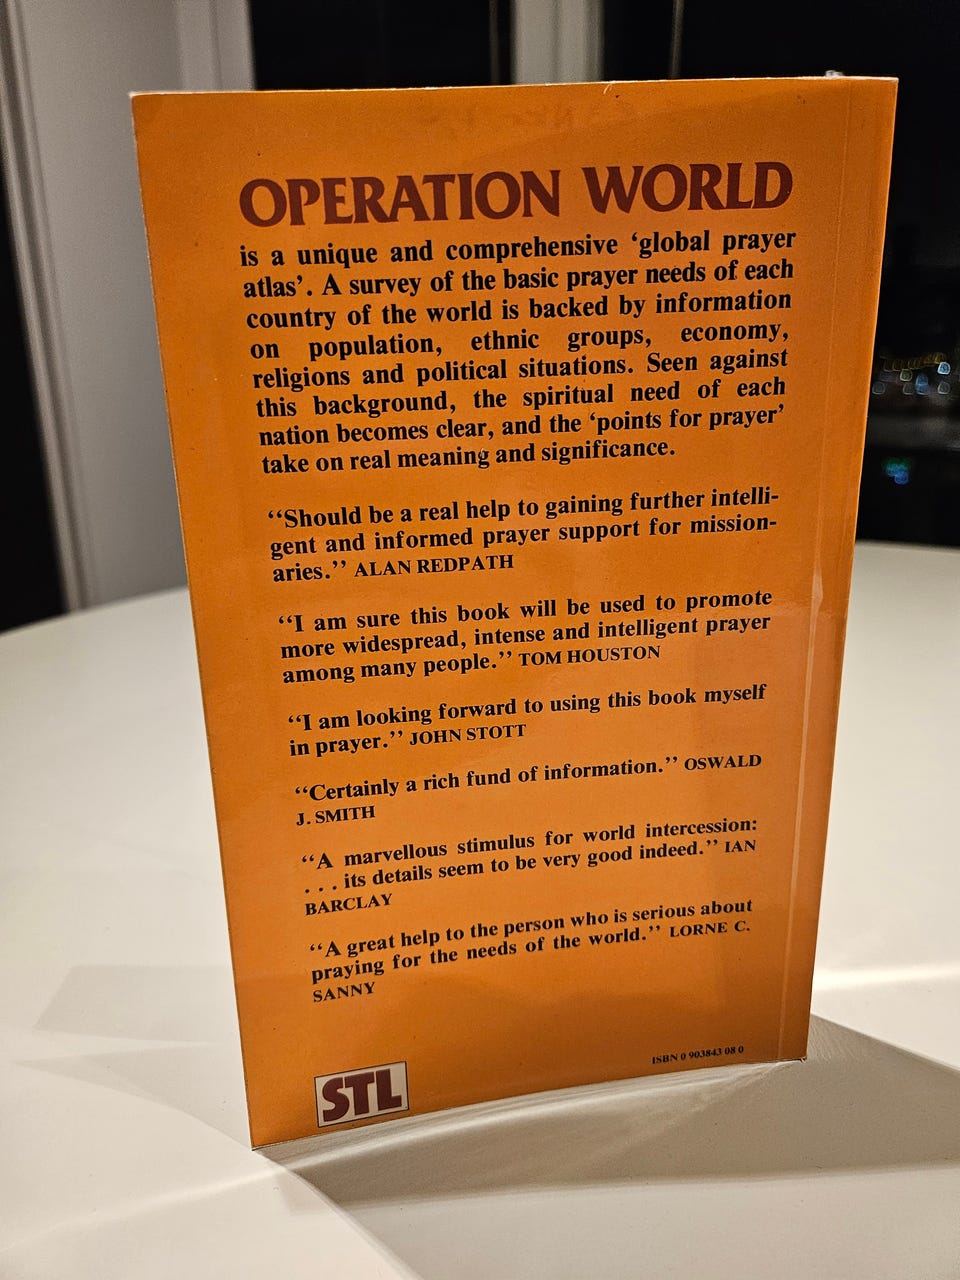 OPERATION WORLD
is a unique and comprehensive ‘global prayer
atlas’. A survey of the basic prayer needs of each
country of the world is backed by information
on population, ethnic groups, economy,
religions and political situations. Seen against
this background, the spiritual need of each
nation becomes clear, and the ‘points for prayer’
take on real meaning and significance.
‘‘Should be a real help to gaining further intelli-
gent and informed prayer support for mission-
aries.’’ ALAN REDPATH
‘‘I am sure this book will be used to promote
more widespread, intense and intelligent prayer
among many people.’’ TOM HOUSTON
‘‘I am looking forward to using this book myself
in prayer.’’ JOHN STOTT
‘‘Certainly a rich fund of information.’’ OSWALD
J. SMITH
‘‘A marvellous stimulus for world intercession:
. . . its details seem to be very good indeed.’’ IAN
BARCLAY
‘‘A great help to the person who is serious about
praying for the needs of the world.’’ LORNE C.
SANNY
ISBN 0 903843 08 0
STL